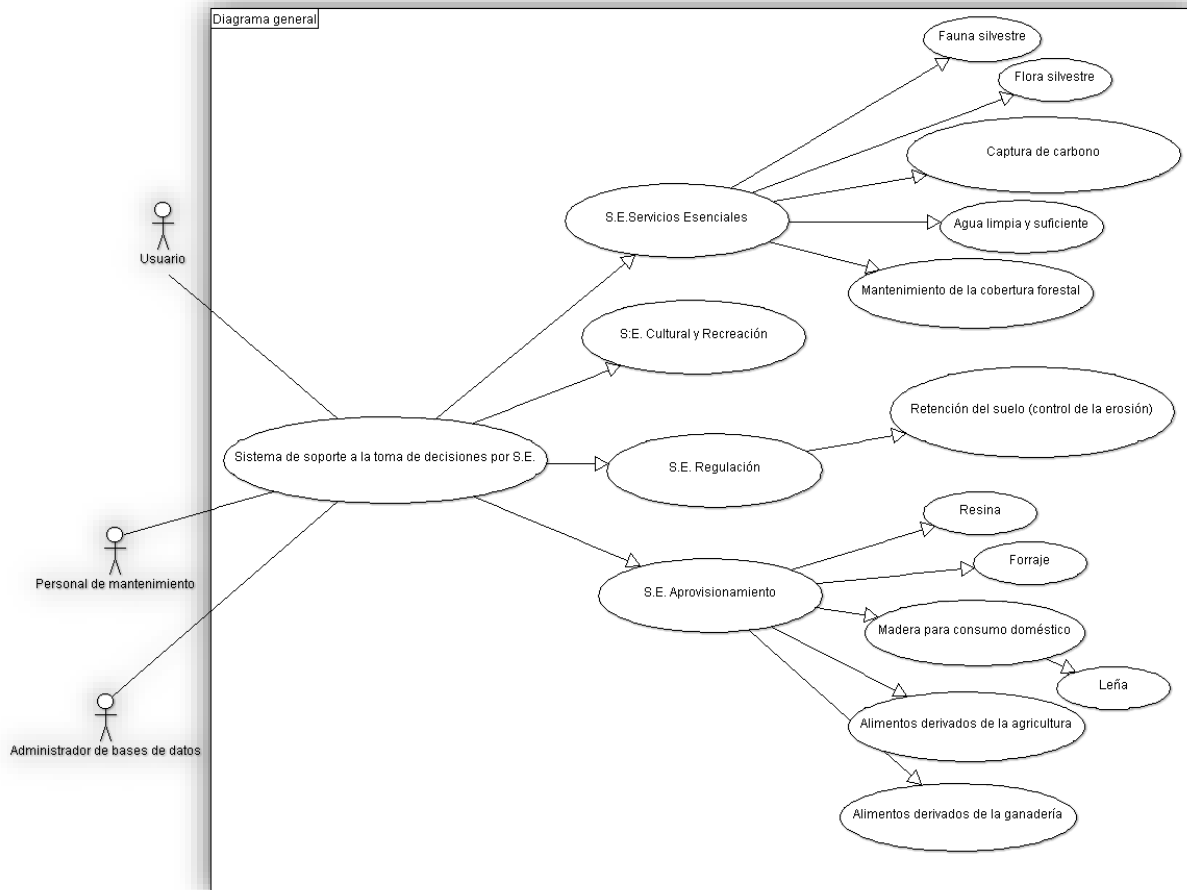 Diagrama general
Fauna silvestre
Flora silvestre
Captura de carbono
S.E.Servicios Esenciales
Agua limpia y suficiente
Usuario
Mantenimiento de la cobertura forestal
S.E. Cultural y Recreación
Retención del suelo (control de la erosión)
Sistema de soporte a la toma de decisiones por S.E.
S.E. Regulación
Resina
Forraje
Personal de mantenimiento
S.E. Aprovisionamiento
Madera para consumo doméstico
Leña
Alimentos derivados de la agricultura
Administrador de bases de datos
Alimentos derivados de la ganadería